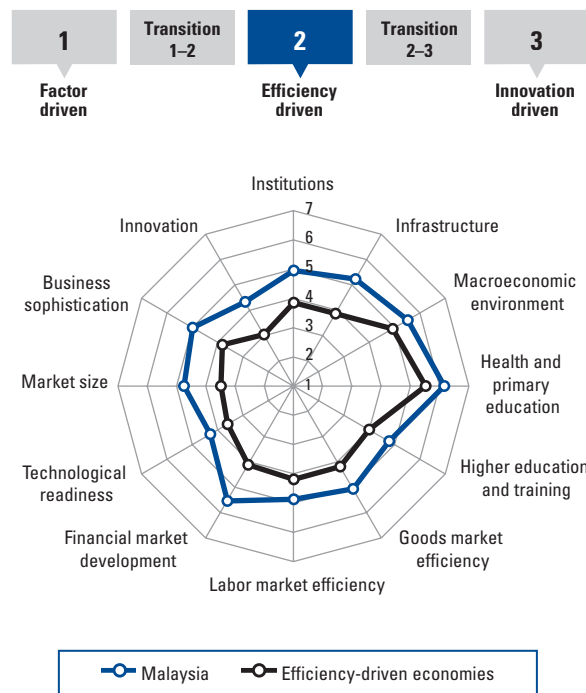 1
Transition
1–2
2
Transition
2–3
3
Factor
driven
Efficiency
driven
Innovation
driven
Institutions
7
6
5
4
3
2
1
Infrastructure
Macroeconomic
environment
Health and
primary
education
Higher education
and training
Goods market
efficiency
Labor market efficiency
Financial market
development
Technological
readiness
Market size
Business
sophistication
Innovation
Malaysia
Efficiency-driven economies